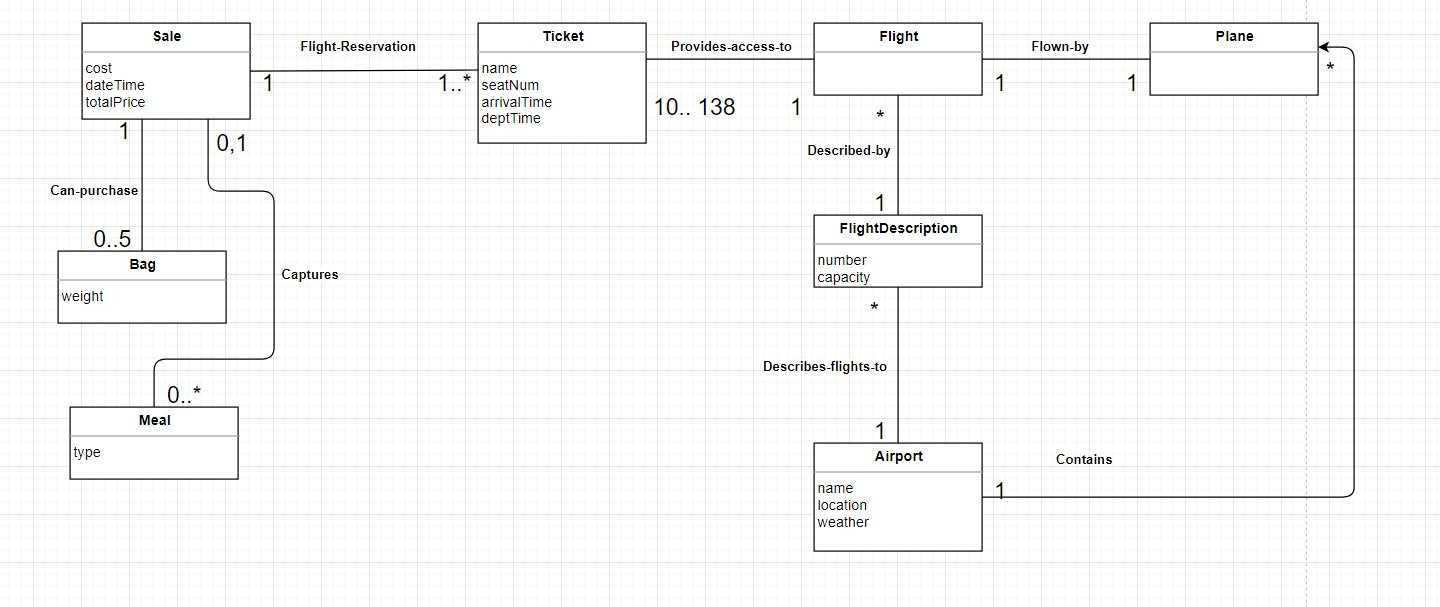 Sale
cost
dateTime
totalPrice
Flight-Reservation
1
1..*
Ticket
name
seatNum
arrivalTime
deptTime
Provides-access-to
10.. 138
1
Flight
Flown-by
1
1
Plane
*
1
0,1
Can-purchase
0..5
Bag
weight
Captures
0..*
Meal
type
*
Described-by
1
FlightDescription
number
capacity
*
Describes-flights-to
1
Airport
name
location
weather
1
Contains